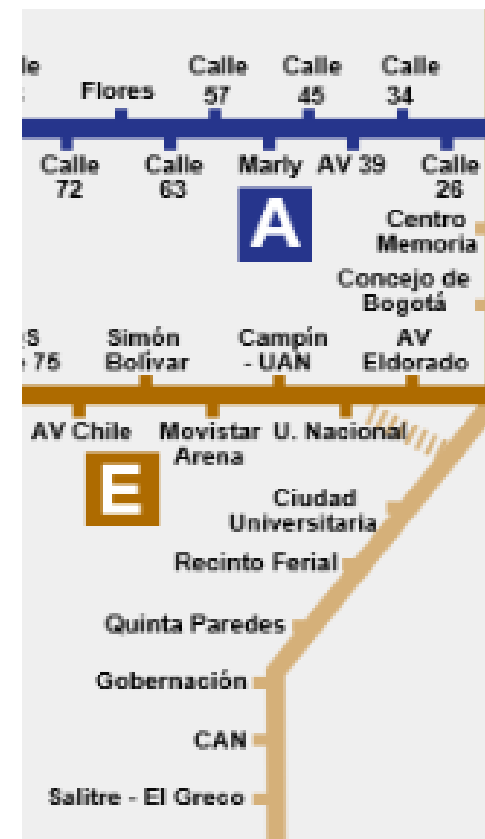 Flores
Calle
57
Calle
45
Calle
34
Calle
72
Calle
63
Marly
AV 39
Calle
26
A
Centro
Memoria
Concejo de
Bogotá
75
Simón
Bolívar
Campín
- UAN
AV
Eldorado
AV Chile
Movistar
Arena
U. Nacional
E
Ciudad
Universitaria
Recinto Ferial
Quinta Paredes
Gobernación
CAN
Salitre - El Greco